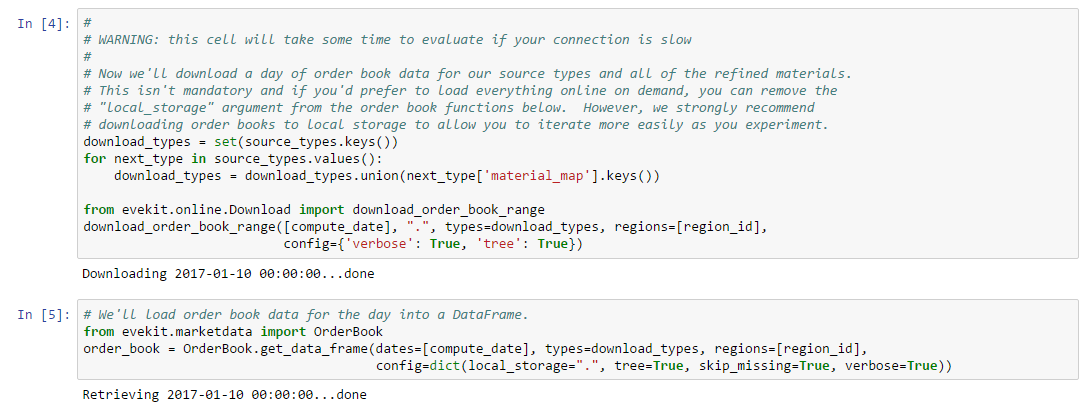 In [4]: #
# WARNING: this cell will take some time to evaluate if your connection is slow
#
# Now we'll download a day of order book data for our source types and all of the refined materials.
# This isn't mandatory and if you'd prefer to load everything online on demand, you can remove the
# "local_storage" argument from the order book functions below.  However, we strongly recommend
# downloading order books to local storage to allow you to iterate more easily as you experiment.
download_types = set(source_types.keys())
for next_type in source_types.values():
    download_types = download_types.union(next_type['material_map'].keys())

from evekit.online.Download import download_order_book_range
download_order_book_range([compute_date], ".", types=download_types, regions=[region_id],
                          config={'verbose': True, 'tree': True})
Downloading 2017-01-10 00:00:00...done
In [5]: # We'll load order book data for the day into a DataFrame.
from evekit.marketdata import OrderBook
order_book = OrderBook.get_data_frame(dates=[compute_date], types=download_types, regions=[region_id],
                                      config=dict(local_storage=".", tree=True, skip_missing=True, verbose=True))
Retrieving 2017-01-10 00:00:00...done